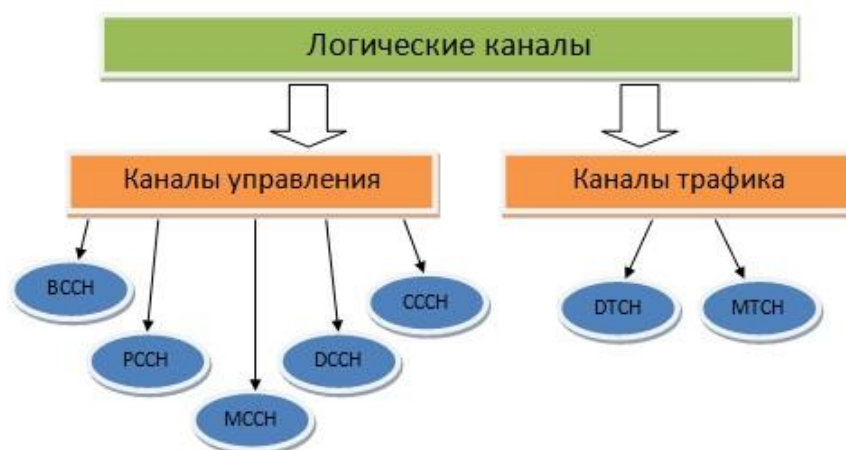 Логические каналы
Каналы управления
Каналы трафика
BCCH
PCCH
MCCH
DCCH
CCCH
DTCH
MTCH